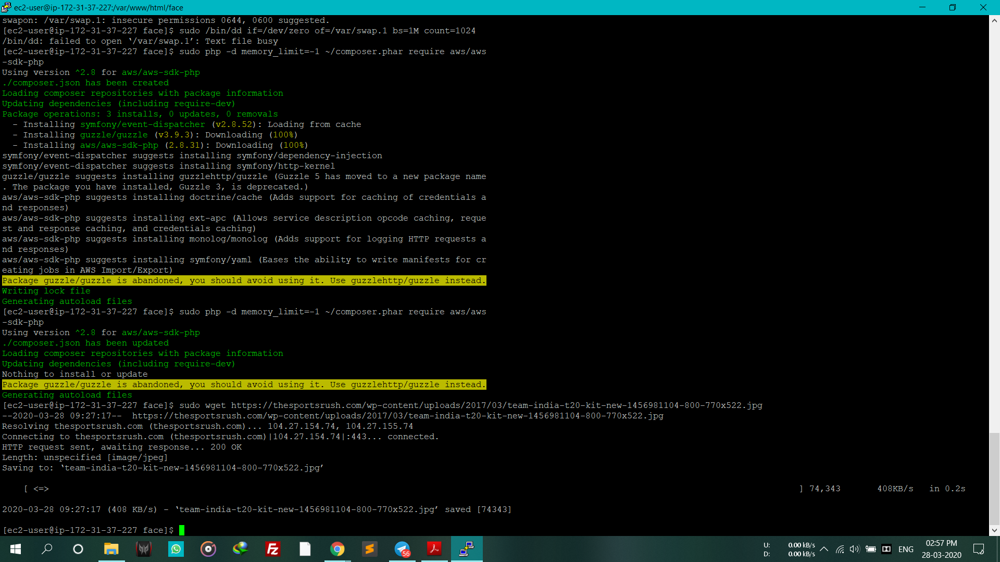 ec2-user@ip-172-31-37-227:/var/www/html/face
swapon: /var/swap.1: insecure permissions 0644, 0600 suggested.
[ec2-user@ip-172-31-37-227 face]$ sudo /bin/dd if=/dev/zero of=/var/swap.1 bs=1M count=1024
/bin/dd: failed to open ‘/var/swap.1’: Text file busy
[ec2-user@ip-172-31-37-227 face]$ sudo php -d memory_limit=-1 ~/composer.phar require aws/aws
-sdk-php
Using version ^2.8 for aws/aws-sdk-php
./composer.json has been created
Loading composer repositories with package information
Updating dependencies (including require-dev)
Package operations: 3 installs, 0 updates, 0 removals
  - Installing symfony/event-dispatcher (v2.8.52): Loading from cache
  - Installing guzzle/guzzle (v3.9.3): Downloading (100%)
  - Installing aws/aws-sdk-php (2.8.31): Downloading (100%)
symfony/event-dispatcher suggests installing symfony/dependency-injection
symfony/event-dispatcher suggests installing symfony/http-kernel
guzzle/guzzle suggests installing guzzlehttp/guzzle (Guzzle 5 has moved to a new package name
. The package you have installed, Guzzle 3, is deprecated.)
aws/aws-sdk-php suggests installing doctrine/cache (Adds support for caching of credentials a
nd responses)
aws/aws-sdk-php suggests installing ext-apc (Allows service description opcode caching, reque
st and response caching, and credentials caching)
aws/aws-sdk-php suggests installing monolog/monolog (Adds support for logging HTTP requests a
nd responses)
aws/aws-sdk-php suggests installing symfony/yaml (Eases the ability to write manifests for cr
eating jobs in AWS Import/Export)
Package guzzle/guzzle is abandoned, you should avoid using it. Use guzzlehttp/guzzle instead.
Writing lock file
Generating autoload files
[ec2-user@ip-172-31-37-227 face]$ sudo php -d memory_limit=-1 ~/composer.phar require aws/aws
-sdk-php
Using version ^2.8 for aws/aws-sdk-php
./composer.json has been updated
Loading composer repositories with package information
Updating dependencies (including require-dev)
Nothing to install or update
Package guzzle/guzzle is abandoned, you should avoid using it. Use guzzlehttp/guzzle instead.
Generating autoload files
[ec2-user@ip-172-31-37-227 face]$ sudo wget https://thesportsrush.com/wp-content/uploads/2017/03/team-india-t20-kit-new-1456981104-800-770x522.jpg
--2020-03-28 09:27:17--  https://thesportsrush.com/wp-content/uploads/2017/03/team-india-t20-kit-new-1456981104-800-770x522.jpg
Resolving thesportsrush.com (thesportsrush.com)... 104.27.154.74, 104.27.155.74
Connecting to thesportsrush.com (thesportsrush.com)|104.27.154.74|:443... connected.
HTTP request sent, awaiting response... 200 OK
Length: unspecified [image/jpeg]
Saving to: ‘team-india-t20-kit-new-1456981104-800-770x522.jpg’
[ <=> ] 74,343 408KB/s in 0.2s
2020-03-28 09:27:17 (408 KB/s) - ‘team-india-t20-kit-new-1456981104-800-770x522.jpg’ saved [74343]
[ec2-user@ip-172-31-37-227 face]$
Fz
56
U: 0.00 kB/s
D: 0.00 kB/s
ENG
02:57 PM
28-03-2020